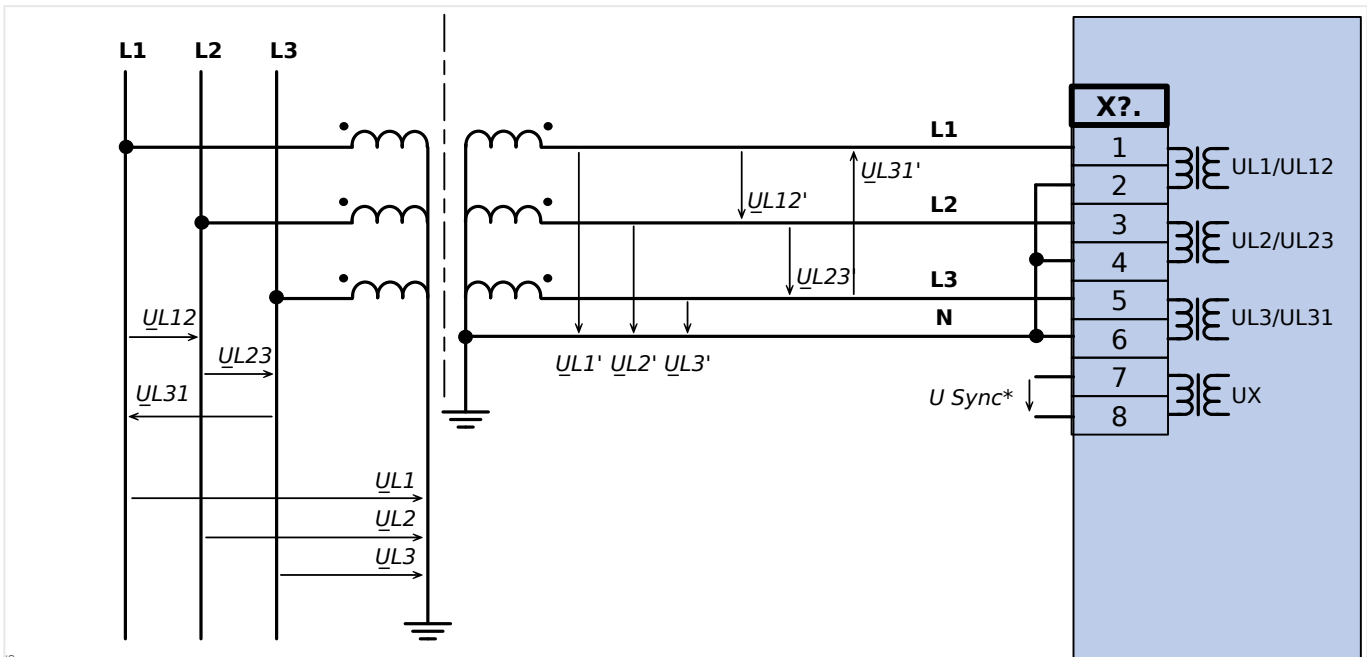 L1 L2 L3
X?.
L1
1
UL31'
UL1/UL12
2
UL12'
L2
3
UL2/UL23
4
UL23'
L3
5
N
UL12
UL3/UL31
6
UL23
UL1' UL2' UL3'
7
UL31
U Sync*
UX
8
UL1
UL2
UL3